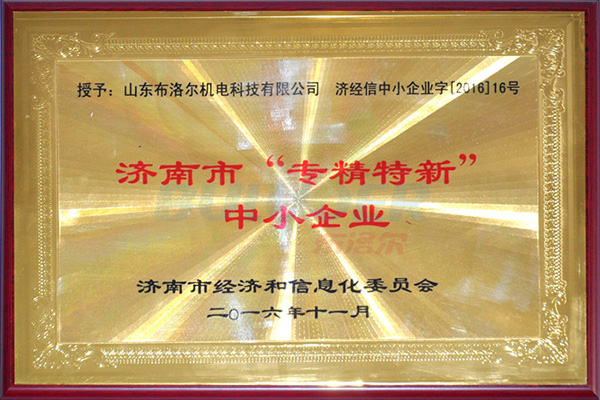 授予：山东布洛尔机电科技有限公司 济经信中小企业字[2016]16号
济南市“专精特新”
中小企业
布洛尔
济南市经济和信息化委员会
二〇一六年十一月